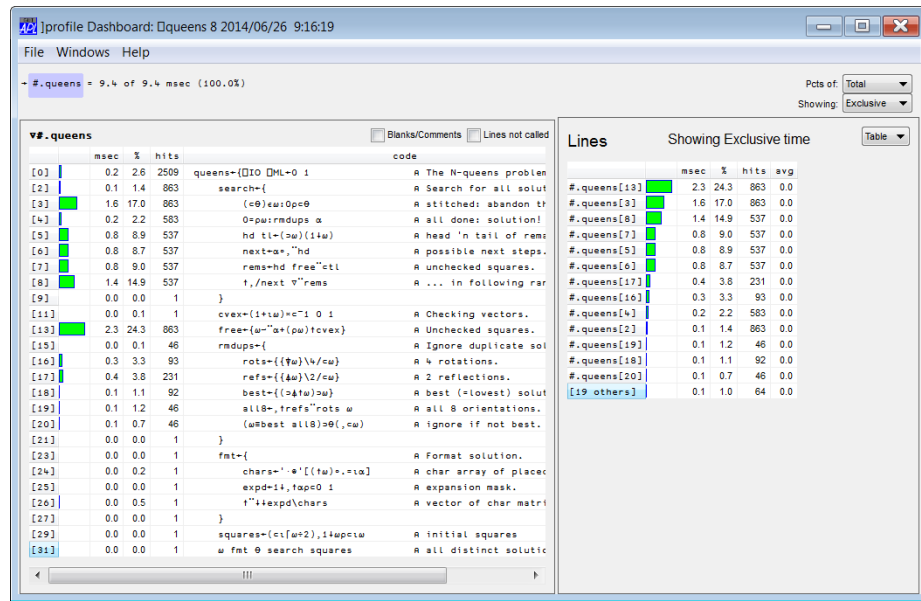 ]profile Dashboard: ⎕queens 8 2014/06/26 9:16:19
File Windows Help
→ #.queens = 9.4 of 9.4 msec (100.0%)
Pcts of: Total
Showing: Exclusive
∇#.queens
Blanks/Comments Lines not called
msec % hits code
[0] 0.2 2.6 2509 queens←{⎕IO ⎕ML←0 1 ⍝ The N-queens problem
[2] 0.1 1.4 863 search←{ ⍝ Search for all solut
[3] 1.6 17.0 863 (⊂⍬)∊⍵:0⍴⊂⍬ ⍝ stitched: abandon th
[4] 0.2 2.2 583 0=⍴⍵:rmdups ⍺ ⍝ all done: solution!
[5] 0.8 8.9 537 hd tl←(⊃⍵)(1↓⍵) ⍝ head 'n tail of rema
[6] 0.8 8.7 537 next←⍺∘,¨hd ⍝ possible next steps.
[7] 0.8 9.0 537 rems←hd free¨⊂tl ⍝ unchecked squares.
[8] 1.4 14.9 537 ↑,/next ∇¨rems ⍝ ... in following ran
[9] 0.0 0.0 1 }
[11] 0.0 0.1 1 cvex←(1+⍳⍵)×⊂¯1 0 1 ⍝ Checking vectors.
[13] 2.3 24.3 863 free←{⍵~¨⍺+(⍴⍵)↑cvex} ⍝ Unchecked squares.
[15] 0.0 0.1 46 rmdups←{ ⍝ Ignore duplicate sol
[16] 0.3 3.3 93 rots←{{⍒⍵}\4/⊂⍵} ⍝ 4 rotations.
[17] 0.4 3.8 231 refs←{{⍋⍵}\2/⊂⍵} ⍝ 2 reflections.
[18] 0.1 1.1 92 best←{(⊃⍋↑⍵)⊃⍵} ⍝ best (=lowest) solut
[19] 0.1 1.2 46 all8←,↑refs¨rots ⍵ ⍝ all 8 orientations.
[20] 0.1 0.7 46 (⍵≡best all8)⊃⍬(,⊂⍵) ⍝ ignore if not best.
[21] 0.0 0.0 1 }
[23] 0.0 0.0 1 fmt←{ ⍝ Format solution.
[24] 0.0 0.2 1 chars←'·⍟'[(↑⍵)∘.=⍳⍺] ⍝ char array of placed
[25] 0.0 0.0 1 expd←1↓,↑⍺⍴⊂0 1 ⍝ expansion mask.
[26] 0.0 0.5 1 ↑¨↓↓expd\chars ⍝ vector of char matri
[27] 0.0 0.0 1 }
[29] 0.0 0.0 1 squares←(⊂⍳⌈⍵÷2),1↓⍵⍴⊂⍳⍵ ⍝ initial squares
[31] 0.0 0.0 1 ⍵ fmt ⍬ search squares ⍝ all distinct solutio
Lines
Showing Exclusive time
Table
msec % hits avg
#.queens[13] 2.3 24.3 863 0.0
#.queens[3] 1.6 17.0 863 0.0
#.queens[8] 1.4 14.9 537 0.0
#.queens[7] 0.8 9.0 537 0.0
#.queens[5] 0.8 8.9 537 0.0
#.queens[6] 0.8 8.7 537 0.0
#.queens[17] 0.4 3.8 231 0.0
#.queens[16] 0.3 3.3 93 0.0
#.queens[4] 0.2 2.2 583 0.0
#.queens[2] 0.1 1.4 863 0.0
#.queens[19] 0.1 1.2 46 0.0
#.queens[18] 0.1 1.1 92 0.0
#.queens[20] 0.1 0.7 46 0.0
[19 others] 0.1 1.0 64 0.0